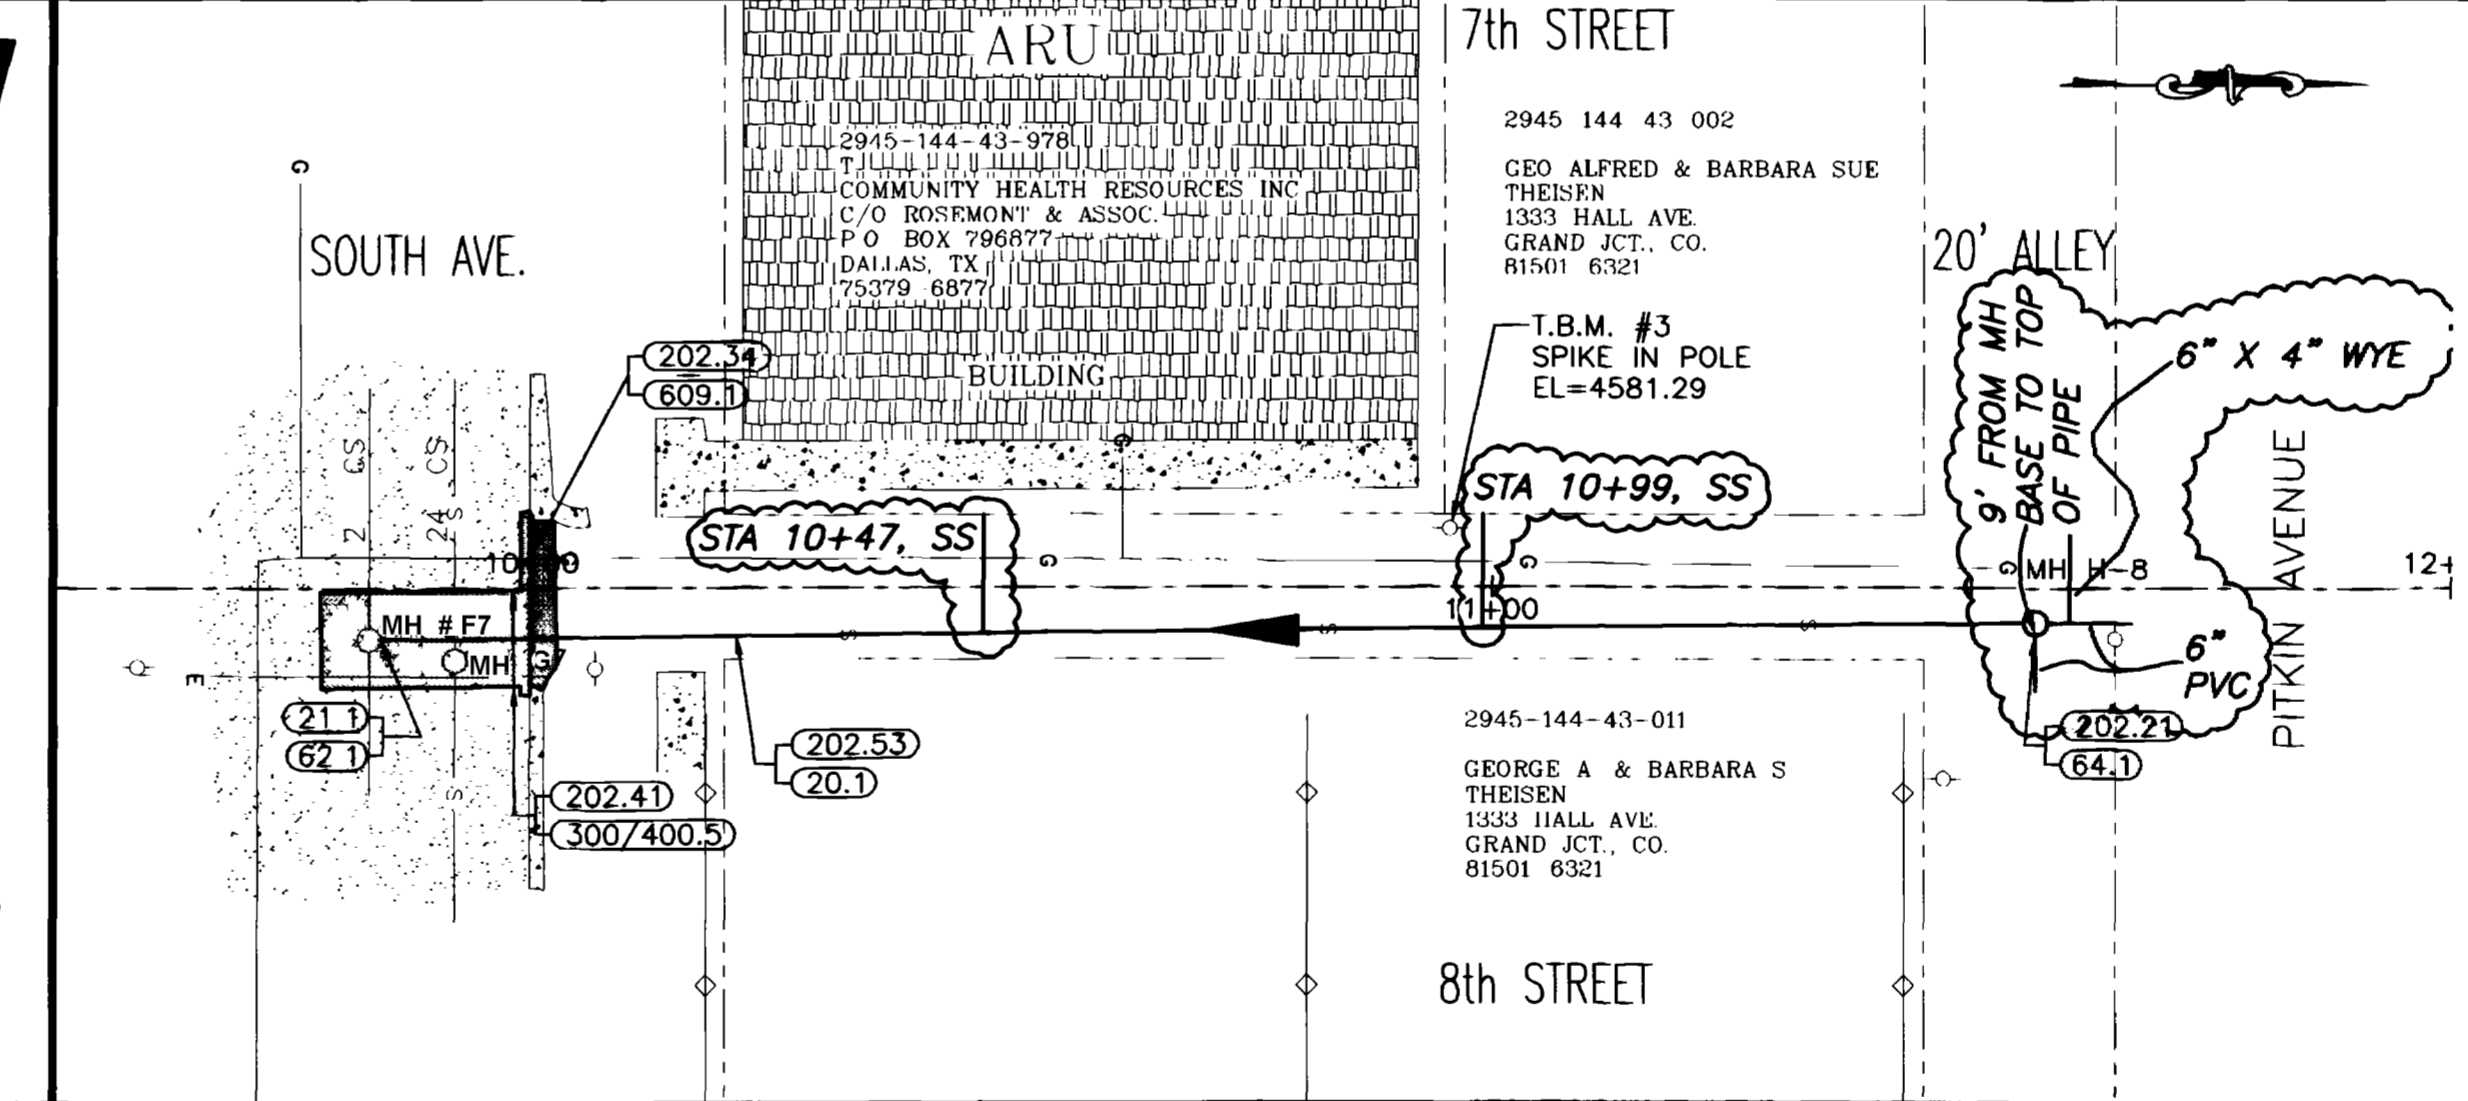 ARU
2945-144-43-978
T
COMMUNITY HEALTH RESOURCES INC
C/O ROSEMONT & ASSOC.
P O BOX 796877
DALLAS, TX
75379 6877
BUILDING
7th STREET
2945 144 43 002
GEO ALFRED & BARBARA SUE
THEISEN
1333 HALL AVE.
GRAND JCT., CO.
81501 6321
T.B.M. #3
SPIKE IN POLE
EL=4581.29
SOUTH AVE.
G
202.34
609.1
CS
2
CS
24
S
S
STA 10+47, SS
STA 10+99, SS
20' ALLEY
9' FROM MH
BASE TO TOP
OF PIPE
6" X 4" WYE
PITKIN AVENUE
G
G
G
G
MH H-8
12+
11+00
MH # F7
MH
G
E
S
S
S
6"
PVC
21.1
62.1
202.53
20.1
202.41
300/400.5
202.21
64.1
2945-144-43-011
GEORGE A & BARBARA S
THEISEN
1333 HALL AVE.
GRAND JCT., CO.
81501 6321
8th STREET